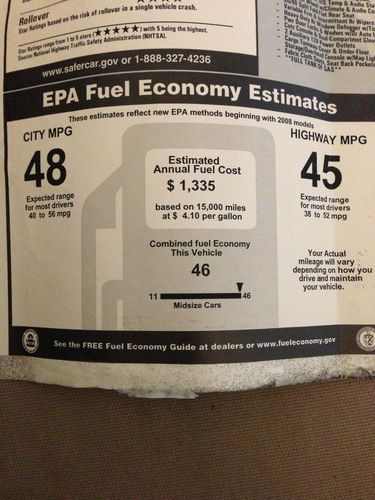 Rollover
Star Ratings based on the risk of rollover in a single vehicle crash.
Star Ratings range from 1 to 5 stars (★★★★★) with 5 being the highest.
Source: National Highway Traffic Safety Administration (NHTSA).
www.safercar.gov or 1-888-327-4236
EPA Fuel Economy Estimates
These estimates reflect new EPA methods beginning with 2008 models
CITY MPG
48
Expected range
for most drivers
40 to 56 mpg
Estimated
Annual Fuel Cost
$ 1,335
based on 15,000 miles
at $ 4.10 per gallon
Combined fuel Economy
This Vehicle
46
11 46
Midsize Cars
HIGHWAY MPG
45
Expected range
for most drivers
38 to 52 mpg
Your Actual
mileage will vary
depending on how you
drive and maintain
your vehicle.
See the FREE Fuel Economy Guide at dealers or www.fueleconomy.gov